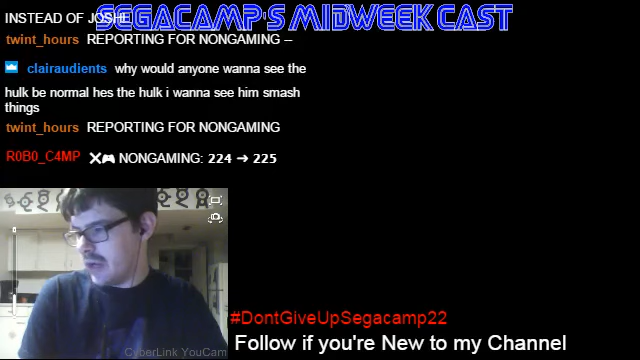 SEGACAMP'S MIDWEEK CAST
INSTEAD OF JOSHI
twint_hours REPORTING FOR NONGAMING –
clairaudients why would anyone wanna see the
hulk be normal hes the hulk i wanna see him smash
things
twint_hours REPORTING FOR NONGAMING
R0B0_C4MP ❌🎮 NONGAMING: 224 ➜ 225
CyberLink YouCam
#DontGiveUpSegacamp22
Follow if you're New to my Channel